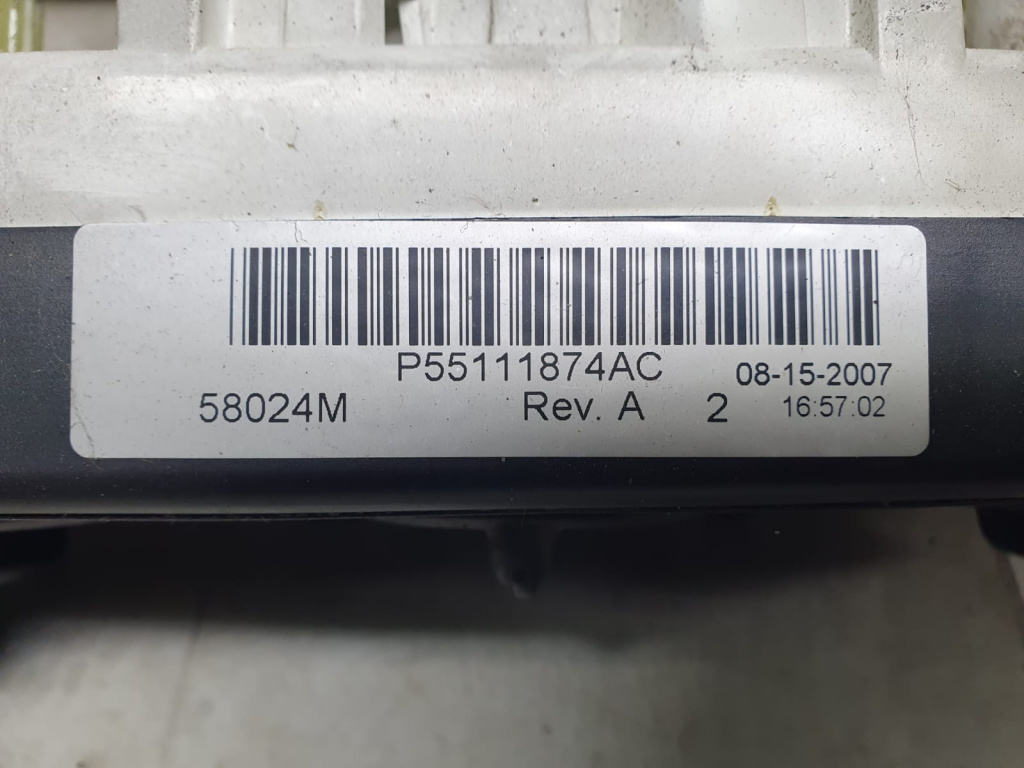 P55111874AC 08-15-2007
58024M Rev. A 2 16:57:02